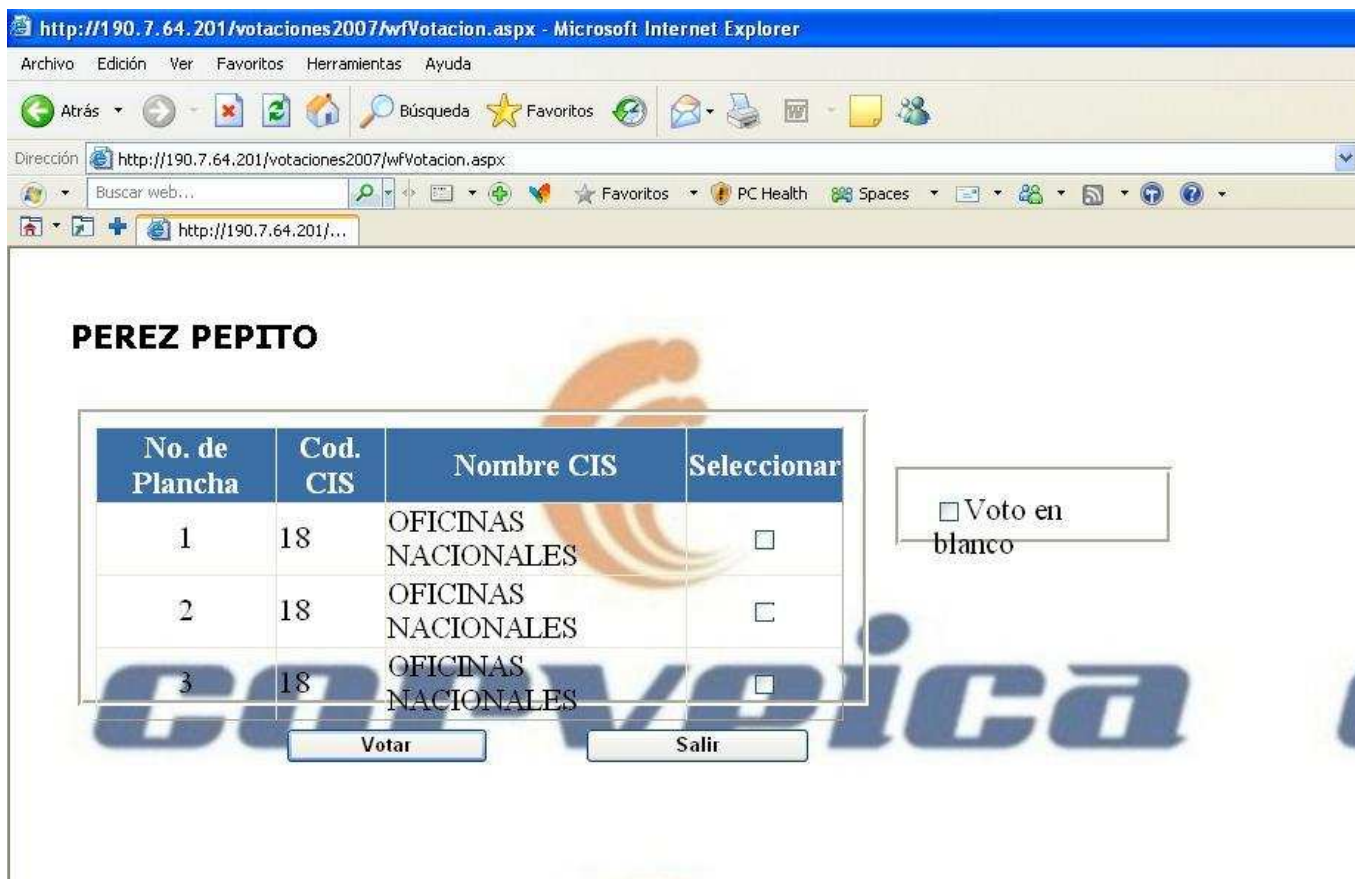 http://190.7.64.201/votaciones2007/wfVotacion.aspx - Microsoft Internet Explorer
Archivo Edición Ver Favoritos Herramientas Ayuda
Atrás Búsqueda Favoritos
Dirección http://190.7.64.201/votaciones2007/wfVotacion.aspx
Buscar web... Favoritos PC Health Spaces
http://190.7.64.201/...
PEREZ PEPITO
No. de Plancha Cod. CIS Nombre CIS Seleccionar
1 18 OFICINAS NACIONALES
2 18 OFICINAS NACIONALES
3 18 OFICINAS NACIONALES
Voto en
blanco
corveica
Votar Salir